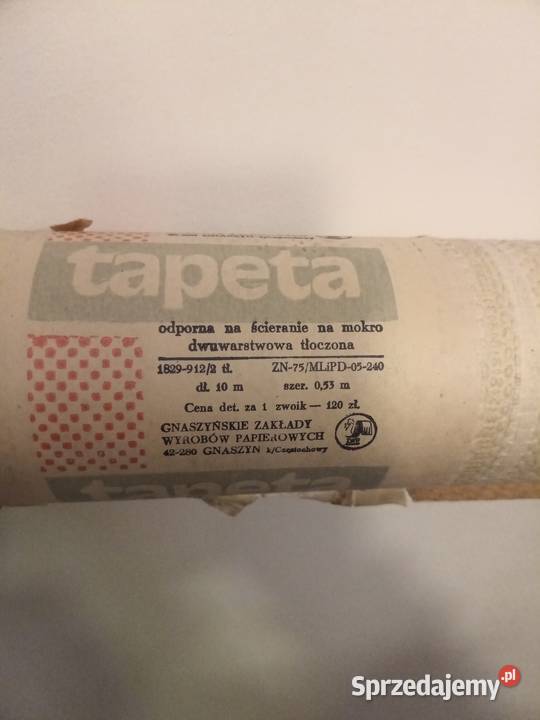 tapeta
odporna na ścieranie na mokro
dwuwarstwowa tłoczona
1829-912/2 tł. ZN-75/MLiPD-05-240
dł. 10 m szer. 0,53 m
Cena det. za 1 zwoik — 120 zł.
GNASZYŃSKIE ZAKŁADY
WYROBÓW PAPIEROWYCH
42-280 GNASZYN k/Częstochowy
tapeta
Sprzedajemy.pl